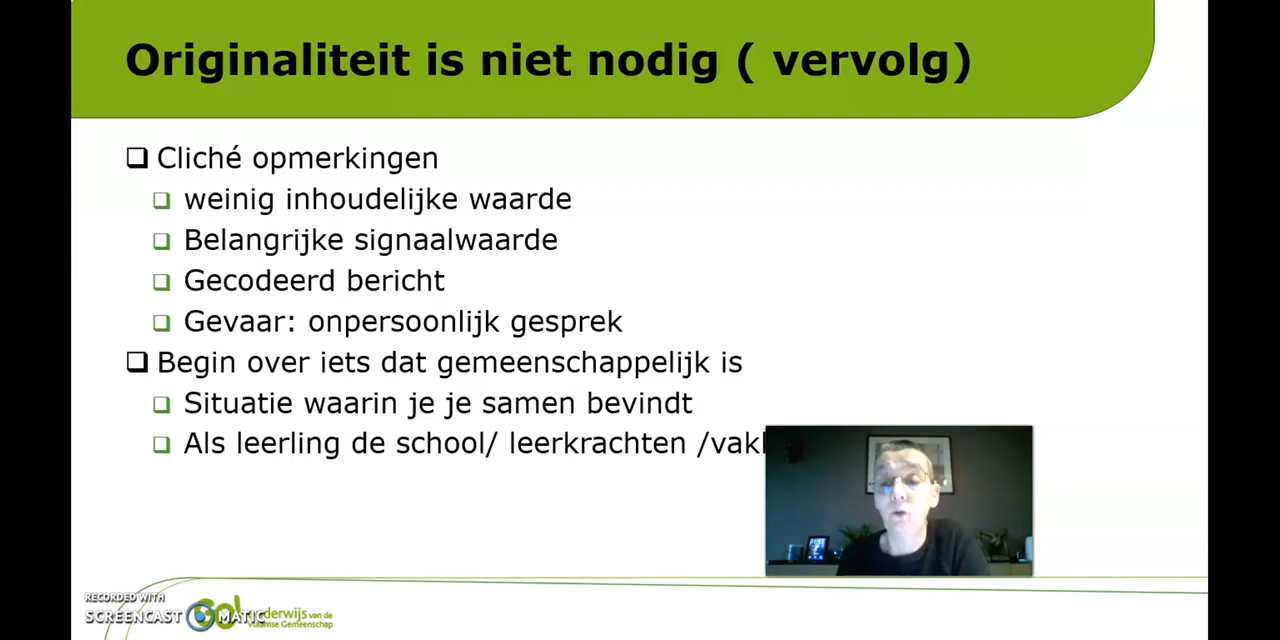 Originaliteit is niet nodig ( vervolg)
Cliché opmerkingen
weinig inhoudelijke waarde
Belangrijke signaalwaarde
Gecodeerd bericht
Gevaar: onpersoonlijk gesprek
Begin over iets dat gemeenschappelijk is
Situatie waarin je je samen bevindt
Als leerling de school/ leerkrachten /vakk
RECORDED WITH
SCREENCAST MATIC
onderwijs van de
Vlaamse Gemeenschap